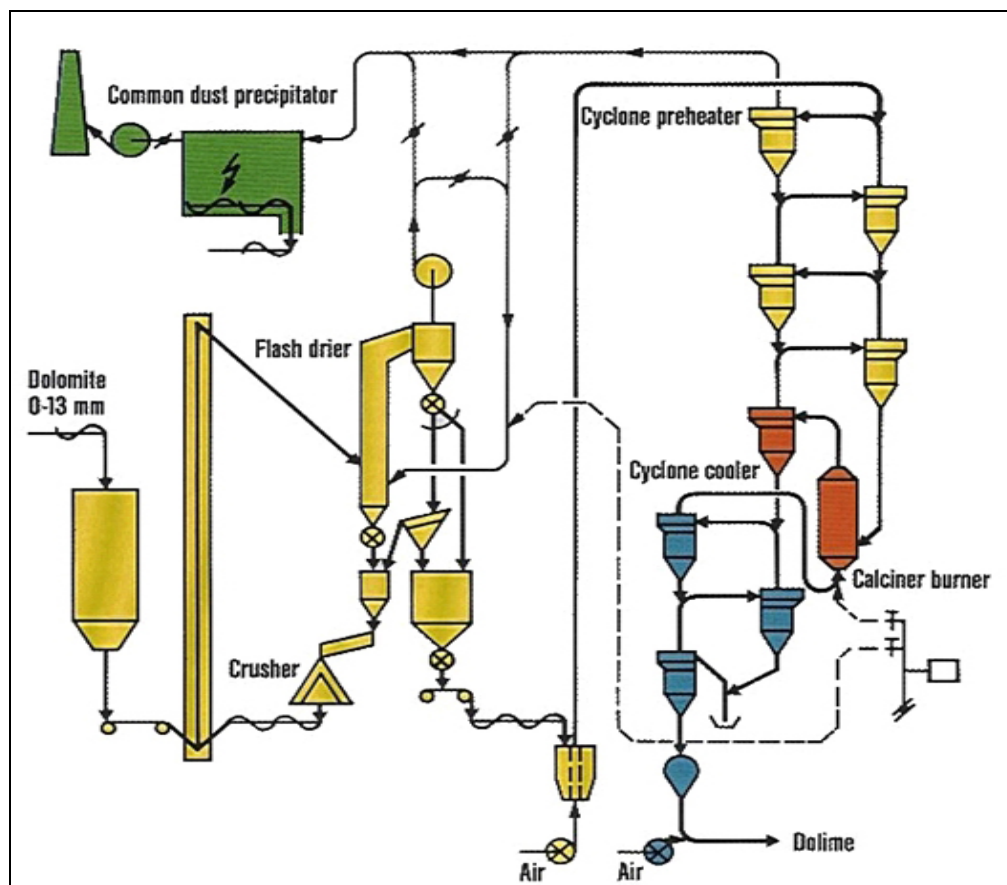 Common dust precipitator
Cyclone preheater
Flash drier
Dolomite
0-13 mm
Cyclone cooler
Calciner burner
Crusher
Air
Air
Dolime